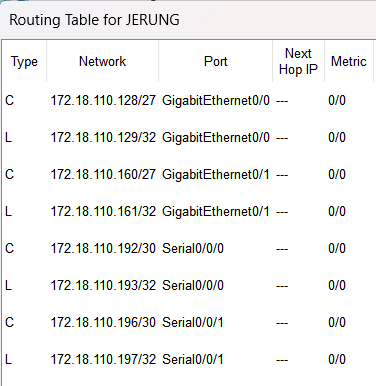 Routing Table for JERUNG
Type Network Port Next Hop IP Metric
C 172.18.110.128/27 GigabitEthernet0/0 --- 0/0
L 172.18.110.129/32 GigabitEthernet0/0 --- 0/0
C 172.18.110.160/27 GigabitEthernet0/1 --- 0/0
L 172.18.110.161/32 GigabitEthernet0/1 --- 0/0
C 172.18.110.192/30 Serial0/0/0 --- 0/0
L 172.18.110.193/32 Serial0/0/0 --- 0/0
C 172.18.110.196/30 Serial0/0/1 --- 0/0
L 172.18.110.197/32 Serial0/0/1 --- 0/0